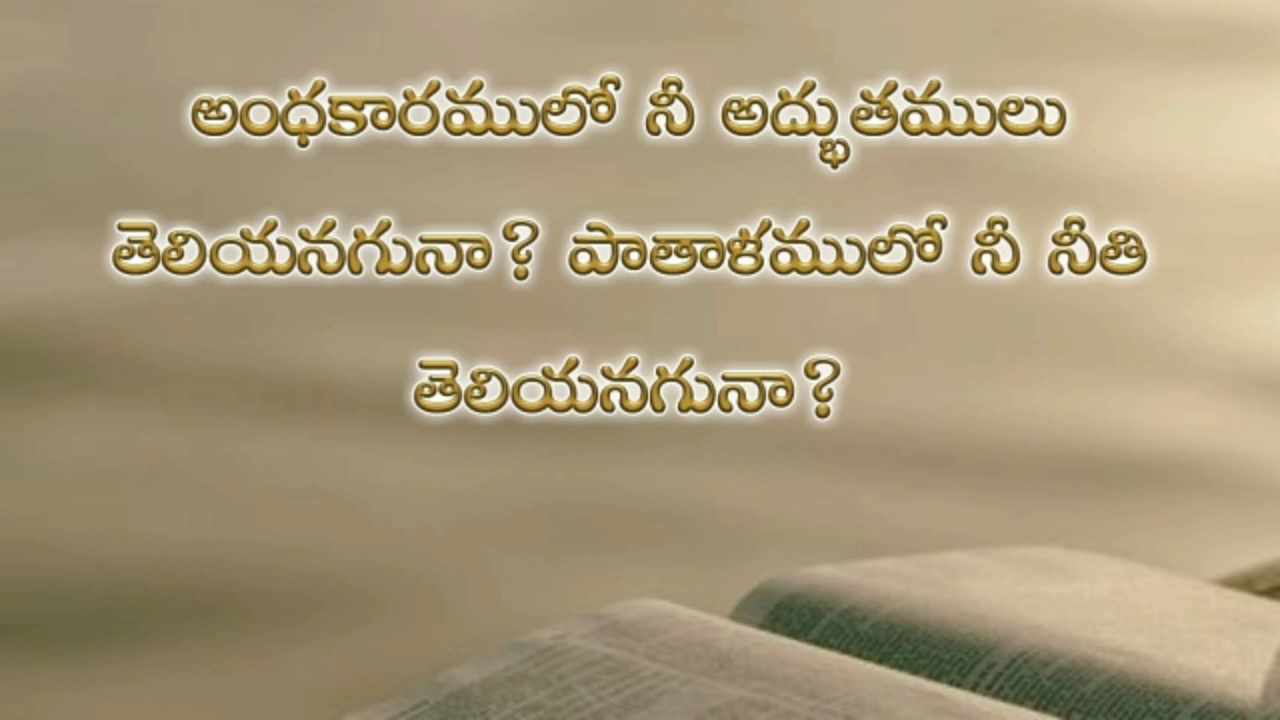 అంధకారములో నీ అద్భుతములు
తెలియనగునా? పాతాళములో నీ నీతి
తెలియనగునా?